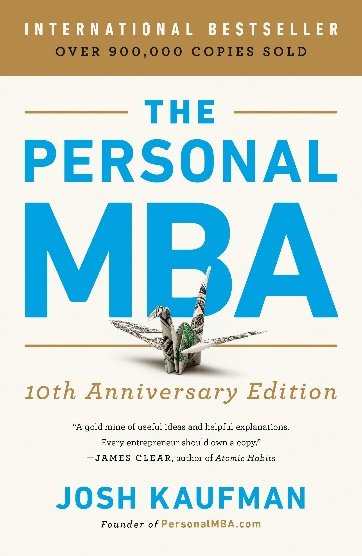 INTERNATIONAL BESTSELLER
OVER 900,000 COPIES SOLD
THE
PERSONAL
MBA
10th Anniversary Edition
“A gold mine of useful ideas and helpful explanations.
Every entrepreneur should own a copy.”
—JAMES CLEAR, author of Atomic Habits
JOSH KAUFMAN
Founder of PersonalMBA.com